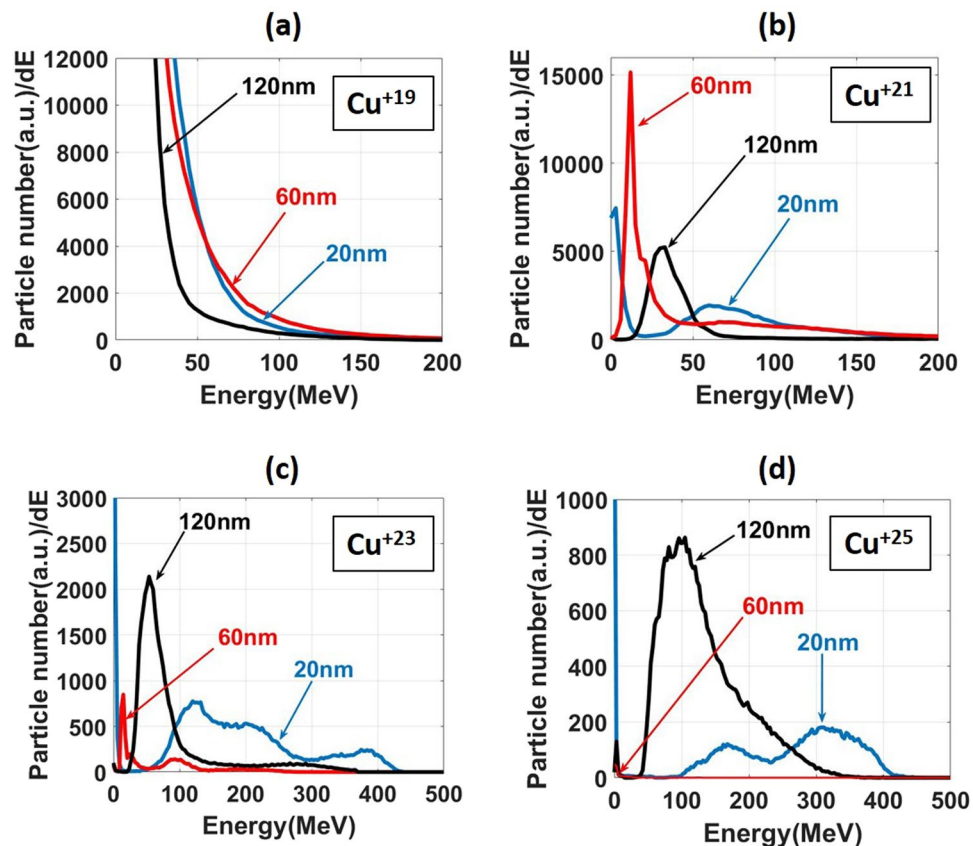 (a)
Particle number(a.u.)/dE
12000
10000
8000
6000
4000
2000
0
120nm
Cu+19
60nm
20nm
0 50 100 150 200
Energy(MeV)
(b)
Particle number(a.u.)/dE
15000
10000
5000
0
60nm
Cu+21
120nm
20nm
0 50 100 150 200
Energy(MeV)
(c)
Particle number(a.u.)/dE
3000
2500
2000
1500
1000
500
0
120nm
Cu+23
60nm
20nm
0 100 200 300 400 500
Energy(MeV)
(d)
Particle number(a.u.)/dE
1000
800
600
400
200
0
120nm
Cu+25
60nm
20nm
0 100 200 300 400 500
Energy(MeV)